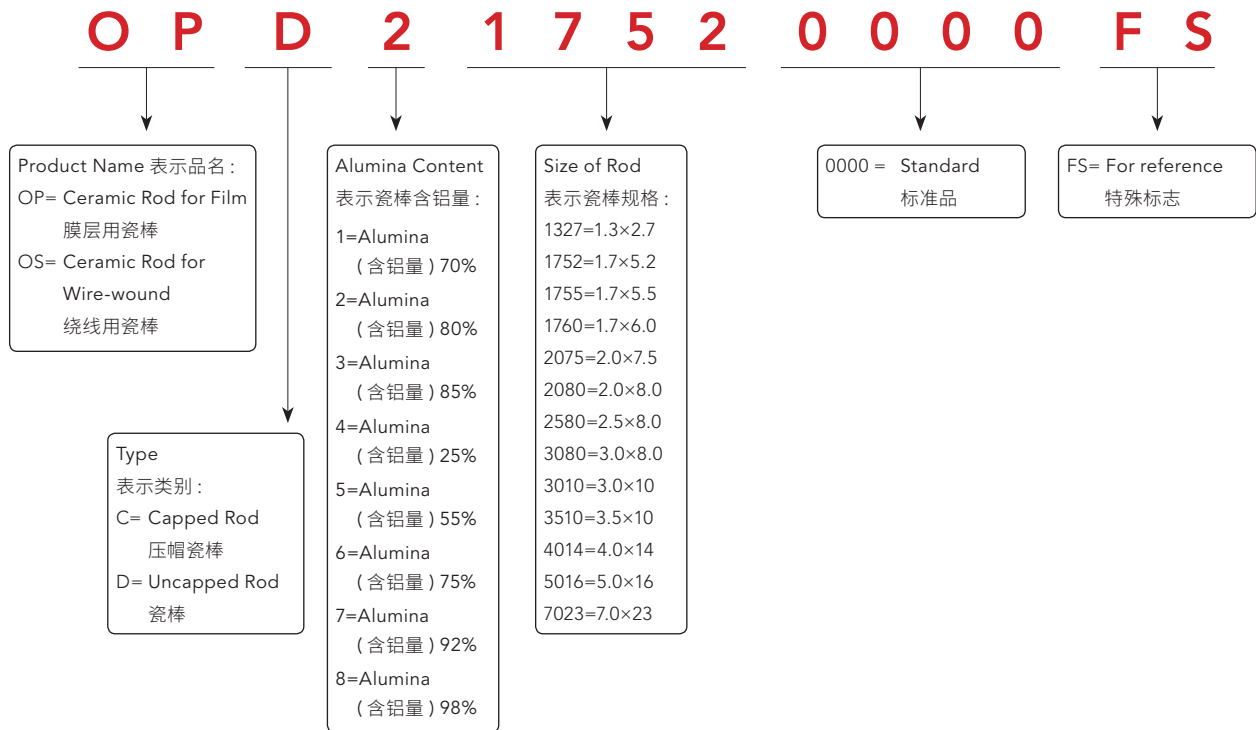 O P D 2 1 7 5 2 0 0 0 0 F S
Product Name 表示品名 :
OP= Ceramic Rod for Film
膜层用瓷棒
OS= Ceramic Rod for
Wire-wound
绕线用瓷棒
Type
表示类别 :
C= Capped Rod
压帽瓷棒
D= Uncapped Rod
瓷棒
Alumina Content
表示瓷棒含铝量 :
1=Alumina
( 含铝量 ) 70%
2=Alumina
( 含铝量 ) 80%
3=Alumina
( 含铝量 ) 85%
4=Alumina
( 含铝量 ) 25%
5=Alumina
( 含铝量 ) 55%
6=Alumina
( 含铝量 ) 75%
7=Alumina
( 含铝量 ) 92%
8=Alumina
( 含铝量 ) 98%
Size of Rod
表示瓷棒规格 :
1327=1.3×2.7
1752=1.7×5.2
1755=1.7×5.5
1760=1.7×6.0
2075=2.0×7.5
2080=2.0×8.0
2580=2.5×8.0
3080=3.0×8.0
3010=3.0×10
3510=3.5×10
4014=4.0×14
5016=5.0×16
7023=7.0×23
0000 = Standard
标准品
FS= For reference
特殊标志